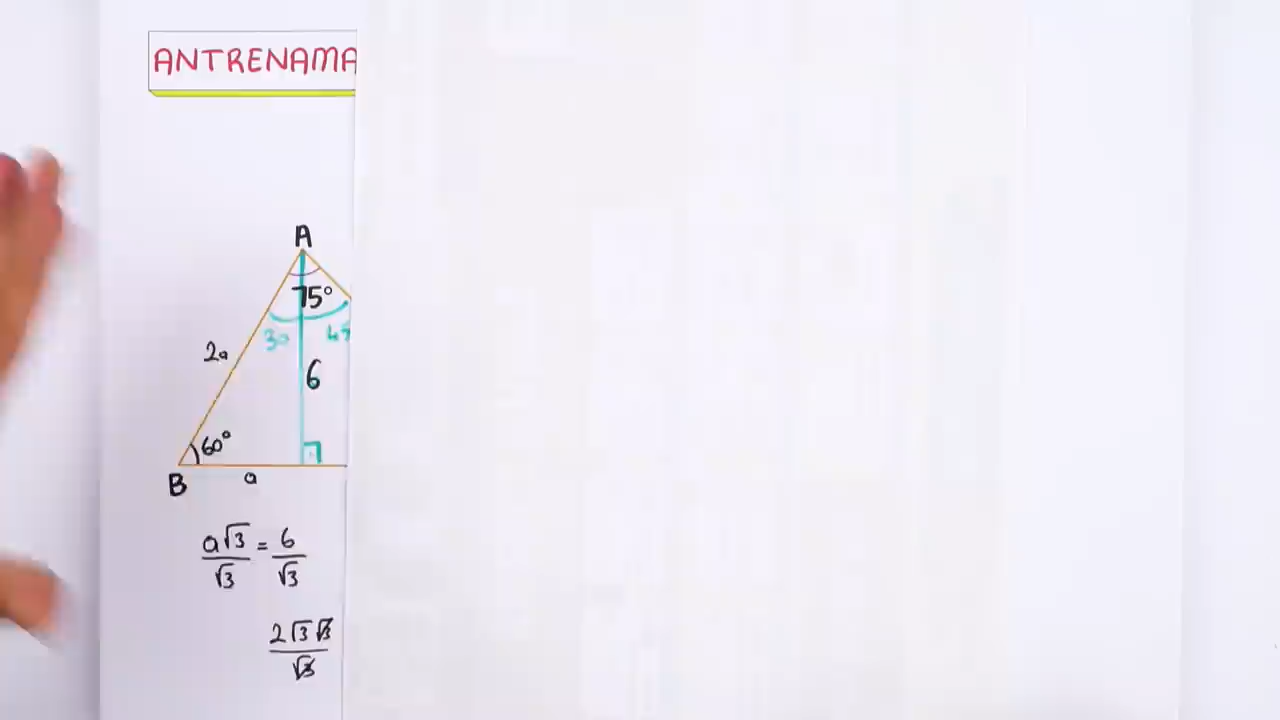 ANTRENAMA
A
75°
30
2a
6
60°
B
a
a√3/√3 = 6/√3
2√3√3/√3